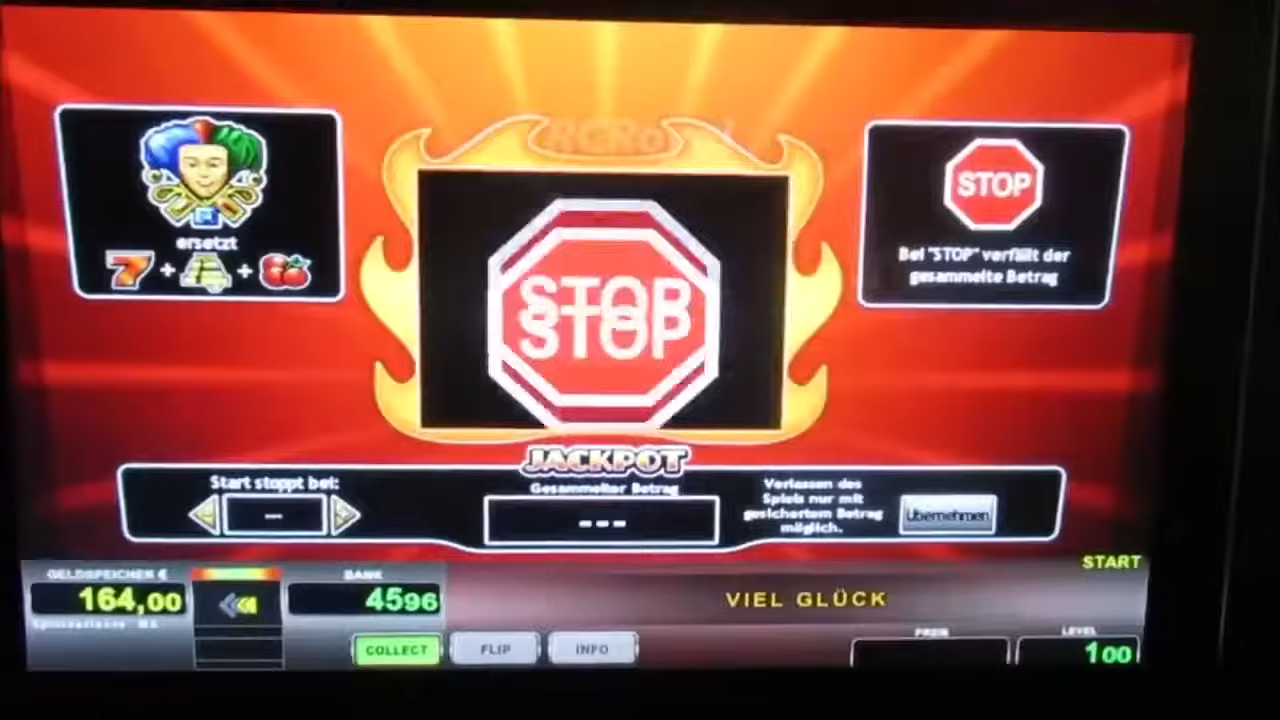 ersetzt
7 + +
STOP
STOP
STOP
Bei "STOP" verfällt der
gesammelte Betrag
JACKPOT
Start stoppt bei:
---
Gesammelter Betrag
---
Verlassen des
Spiels nur mit
gesichertem Betrag
möglich.
Übernehmen
START
GELDSPEICHER €
164,00
BANK
4596
VIEL GLÜCK
COLLECT
FLIP
INFO
LEVEL
100